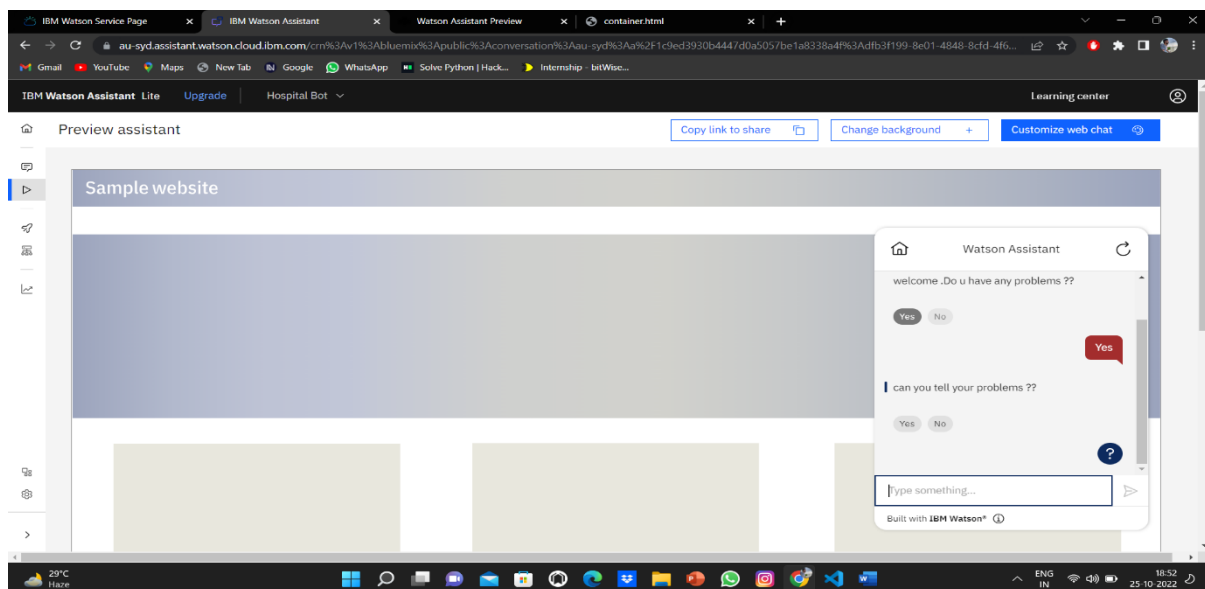 IBM Watson Service Page
IBM Watson Assistant
Watson Assistant Preview
container.html
au-syd.assistant.watson.cloud.ibm.com/crn%3Av1%3Abluemix%3Apublic%3Aconversation%3Aau-syd%3Aa%2F1c9ed3930b4447d0a5057be1a8338a4f%3Adfb3f199-8e01-4848-8cfd-4f6...
Gmail YouTube Maps New Tab Google WhatsApp Solve Python | Hack... Internship - bitWise...
IBM Watson Assistant Lite Upgrade Hospital Bot Learning center
Preview assistant Copy link to share Change background + Customize web chat
Sample website
Watson Assistant
welcome .Do u have any problems ??
Yes No
Yes
can you tell your problems ??
Yes No
?
Type something...
Built with IBM Watson®
29°C
Haze
ENG
IN
18:52
25-10-2022